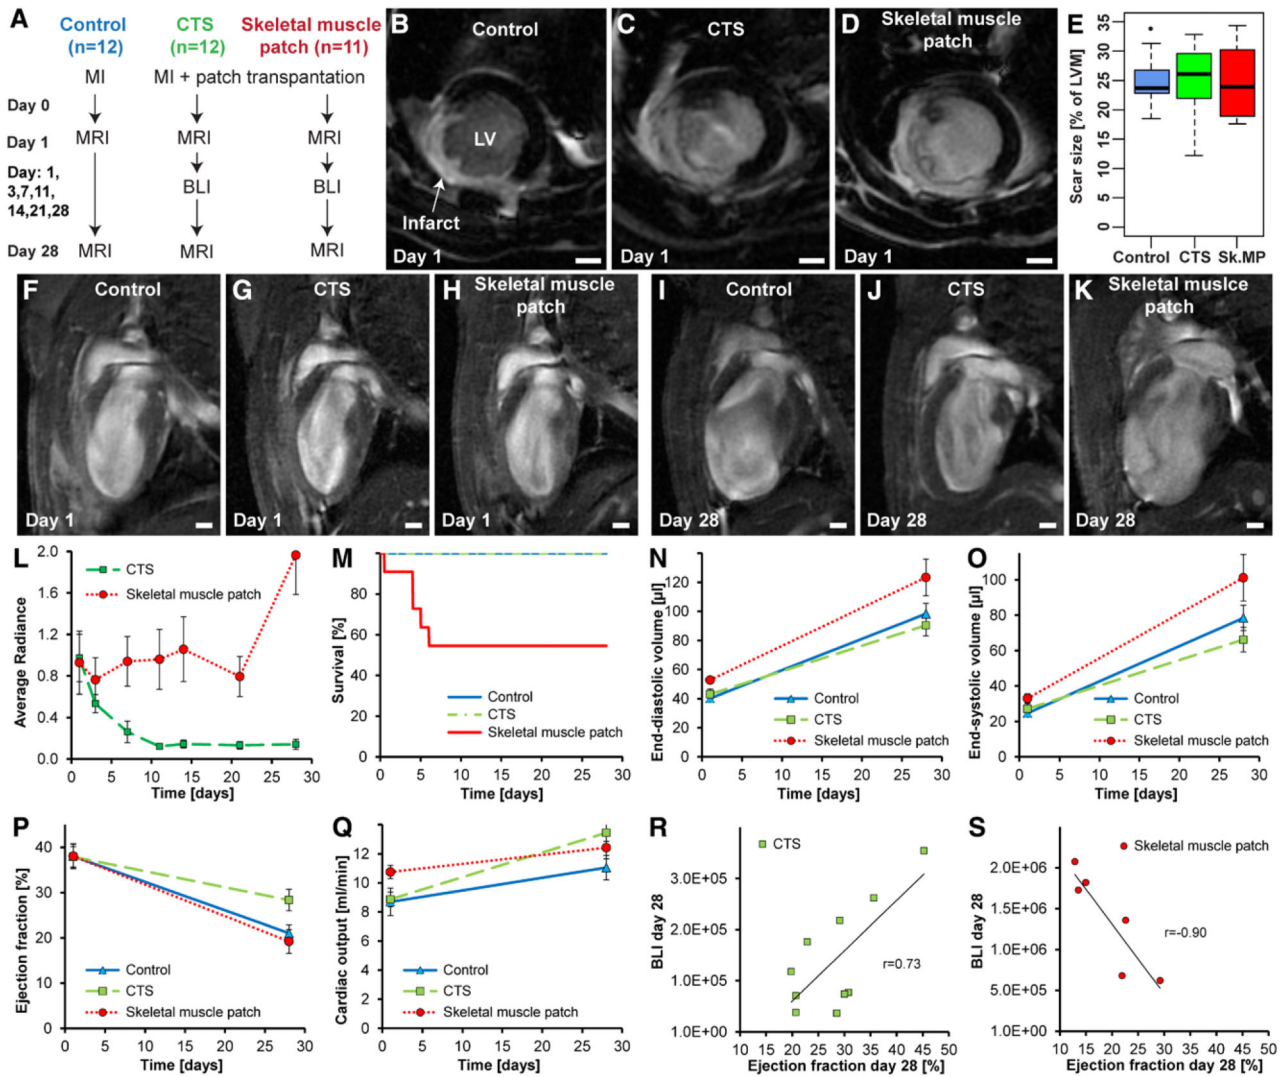 A
Control
(n=12)
CTS
(n=12)
Skeletal muscle
patch (n=11)
MI
MI + patch transpantation
Day 0
Day 1
MRI
MRI
MRI
Day: 1,
3,7,11,
14,21,28
BLI
BLI
Day 28
MRI
MRI
MRI
B
Control
LV
Infarct
Day 1
C
CTS
Day 1
D
Skeletal muscle
patch
Day 1
E
Scar size [% of LVM]
35
30
25
20
15
10
5
0
Control CTS Sk.MP
F
Control
Day 1
G
CTS
Day 1
H
Skeletal muscle
patch
Day 1
I
Control
Day 28
J
CTS
Day 28
K
Skeletal muslce
patch
Day 28
L
Average Radiance
2.0
1.6
1.2
0.8
0.4
0.0
CTS
Skeletal muscle patch
0 5 10 15 20 25 30
Time [days]
M
Survival [%]
80
60
40
20
0
Control
CTS
Skeletal muscle patch
0 5 10 15 20 25 30
Time [days]
N
End-diastolic volume [µl]
120
100
80
60
40
20
0
Control
CTS
Skeletal muscle patch
0 5 10 15 20 25 30
Time [days]
O
End-systolic volume [µl]
100
80
60
40
20
0
Control
CTS
Skeletal muscle patch
0 5 10 15 20 25 30
Time [days]
P
Ejection fraction [%]
40
30
20
10
0
Control
CTS
Skeletal muscle patch
0 5 10 15 20 25 30
Time [days]
Q
Cardiac output [ml/min]
14
12
10
8
6
4
2
0
Control
CTS
Skeletal muscle patch
0 5 10 15 20 25 30
Time [days]
R
BLI day 28
CTS
3.0E+05
2.0E+05
1.0E+05
1.0E+00
r=0.73
10 15 20 25 30 35 40 45 50
Ejection fraction day 28 [%]
S
BLI day 28
Skeletal muscle patch
2.0E+06
1.5E+06
1.0E+06
5.0E+05
1.0E+00
r=-0.90
10 15 20 25 30 35 40 45 50
Ejection fraction day 28 [%]